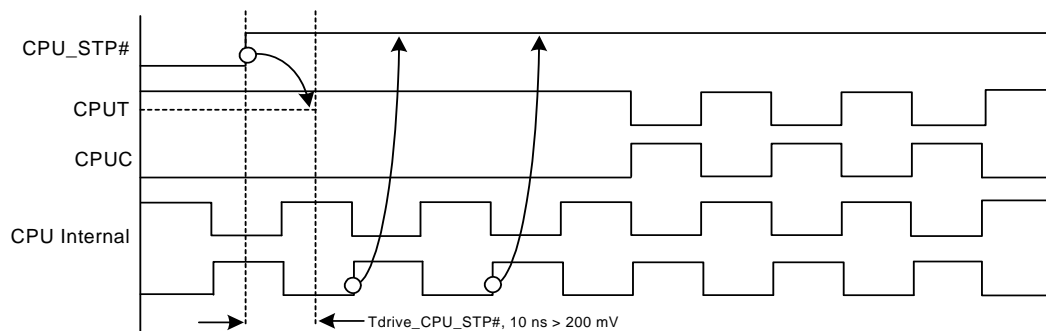 CPU_STP#
CPUT
CPUC
CPU Internal
Tdrive_CPU_STP#, 10 ns > 200 mV